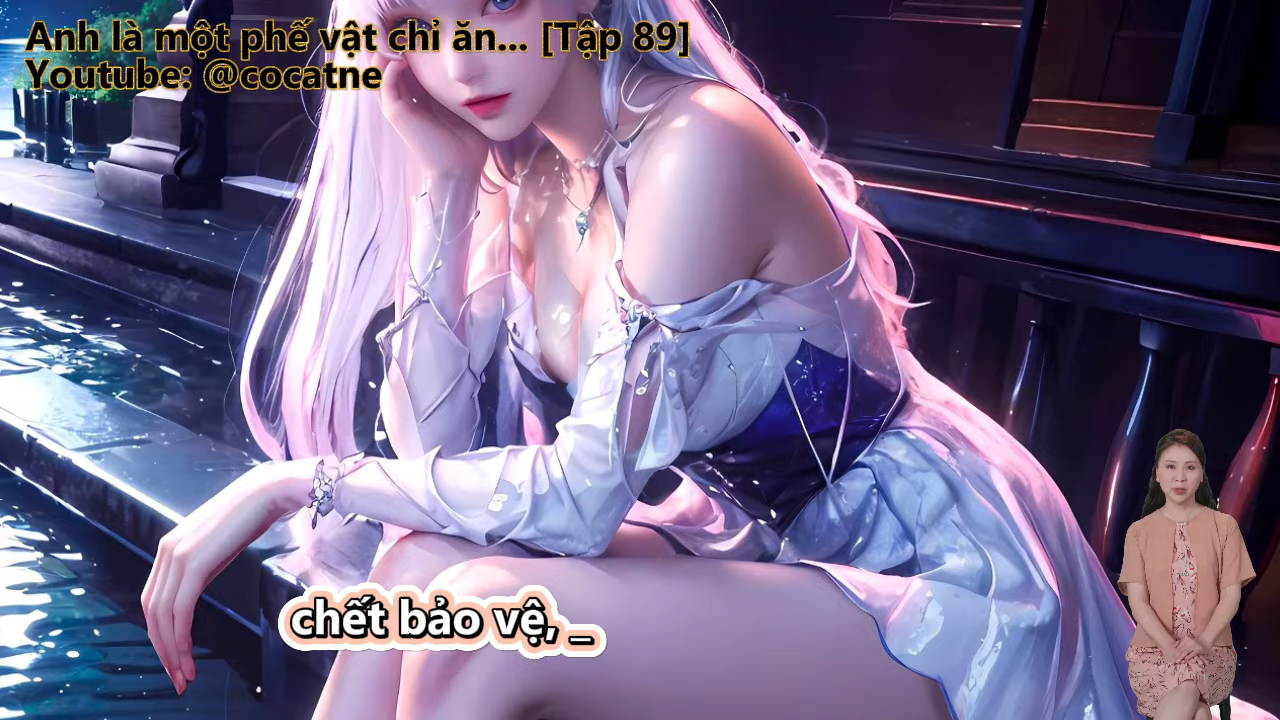 Anh là một phế vật chỉ ăn... [Tập 89]
Youtube: @cocatne
chết bảo vệ, _